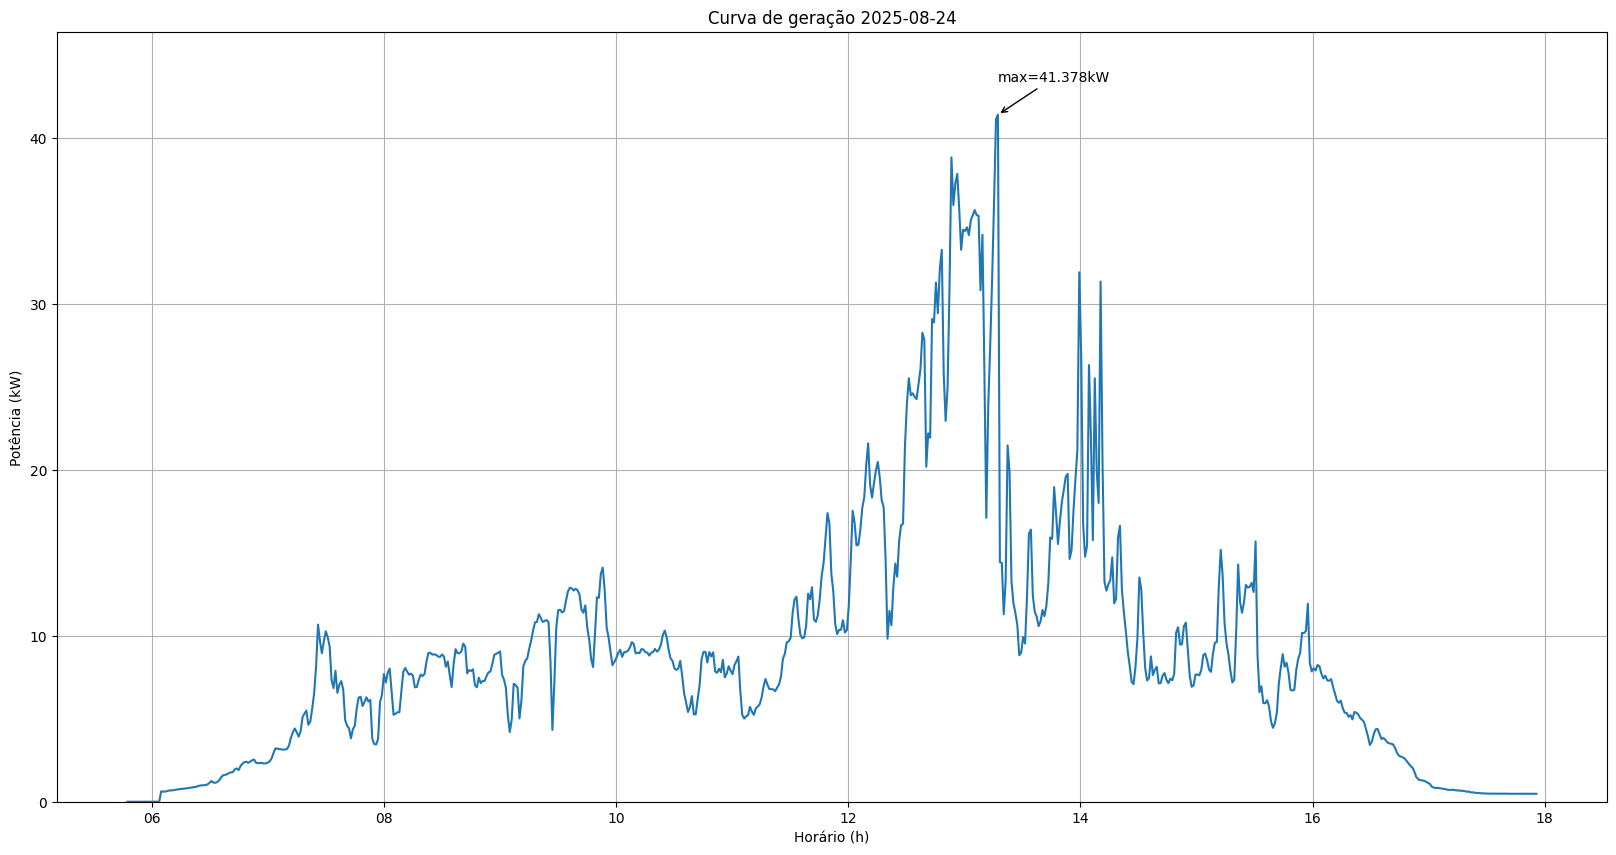 Curva de geração 2025-08-24
max=41.378kW
Potência (kW)
40
30
20
10
0
06 08 10 12 14 16 18
Horário (h)